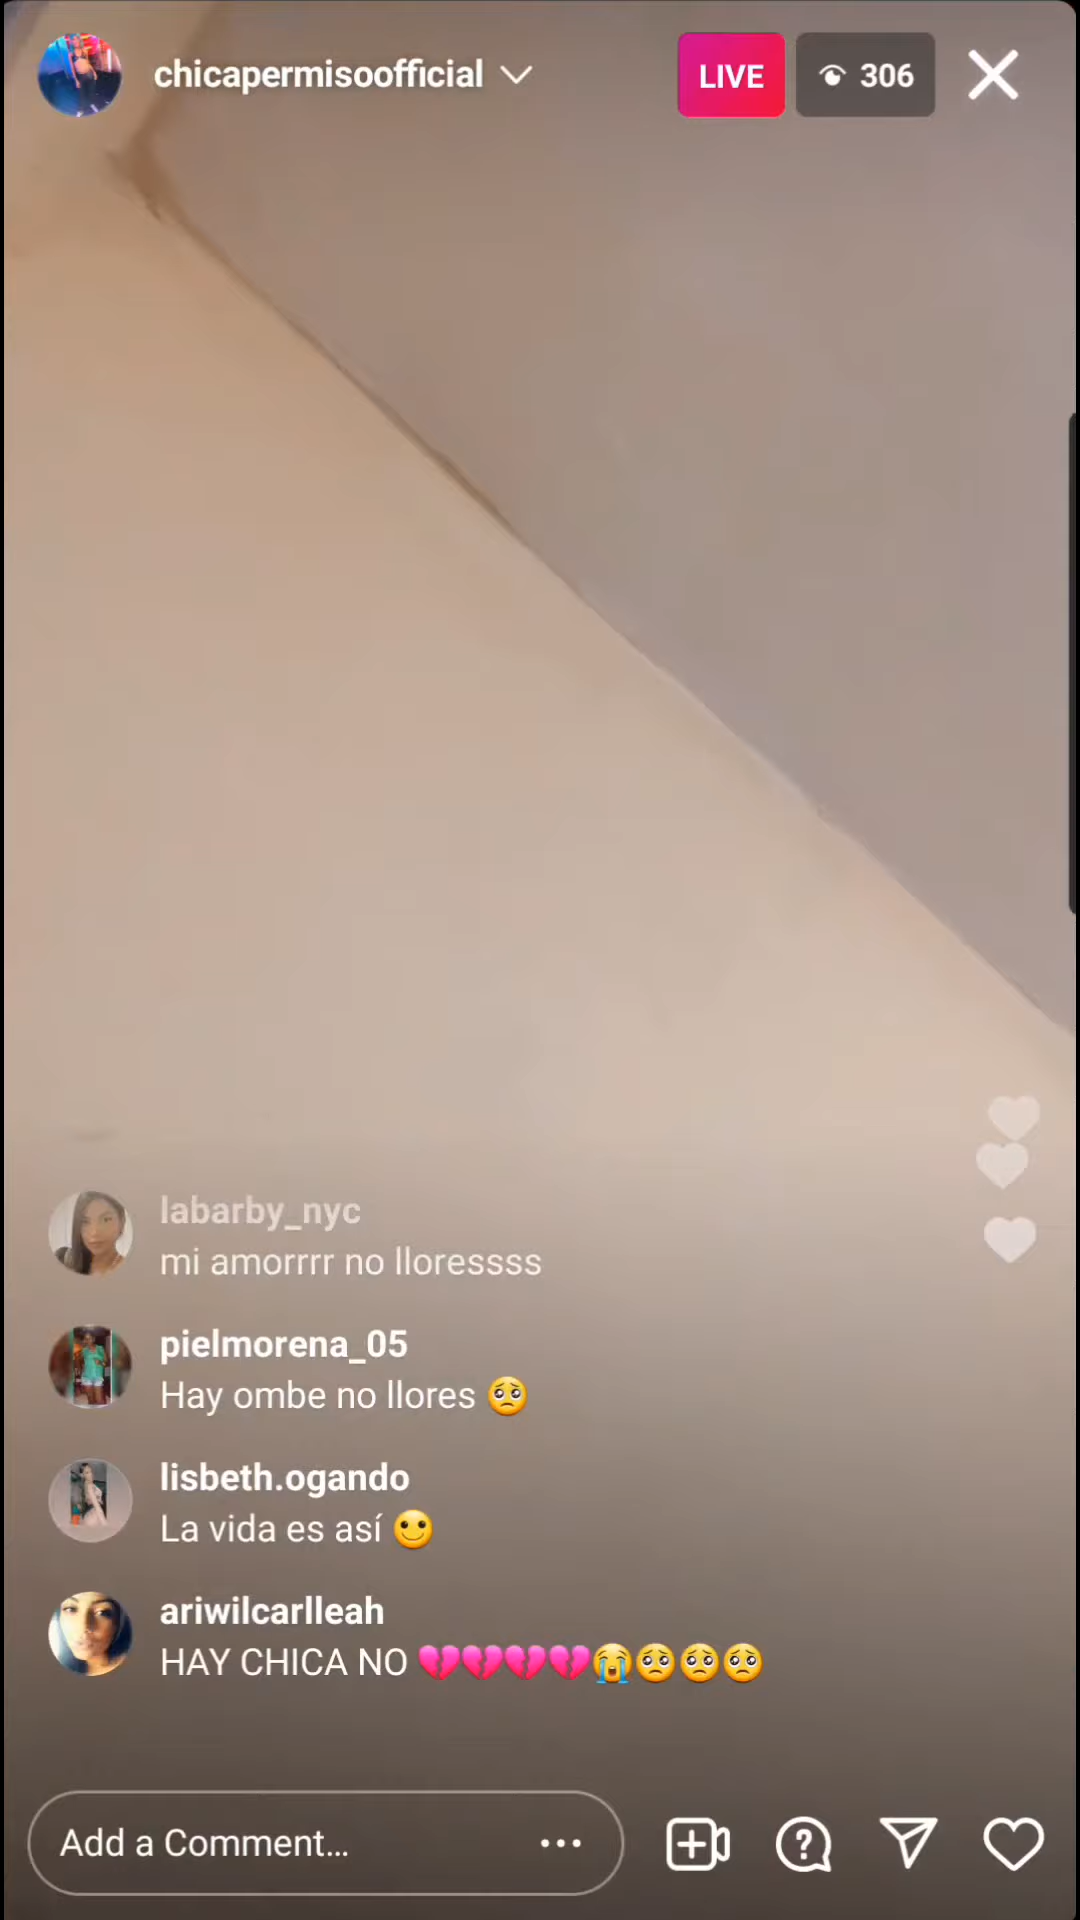 chicapermisoofficial
LIVE
306
labarby_nyc
mi amorrrr no lloressss
pielmorena_05
Hay ombe no llores 🥺
lisbeth.ogando
La vida es así 🙂
ariwilcarlleah
HAY CHICA NO 💔💔💔💔😭🥺🥺🥺
Add a Comment...